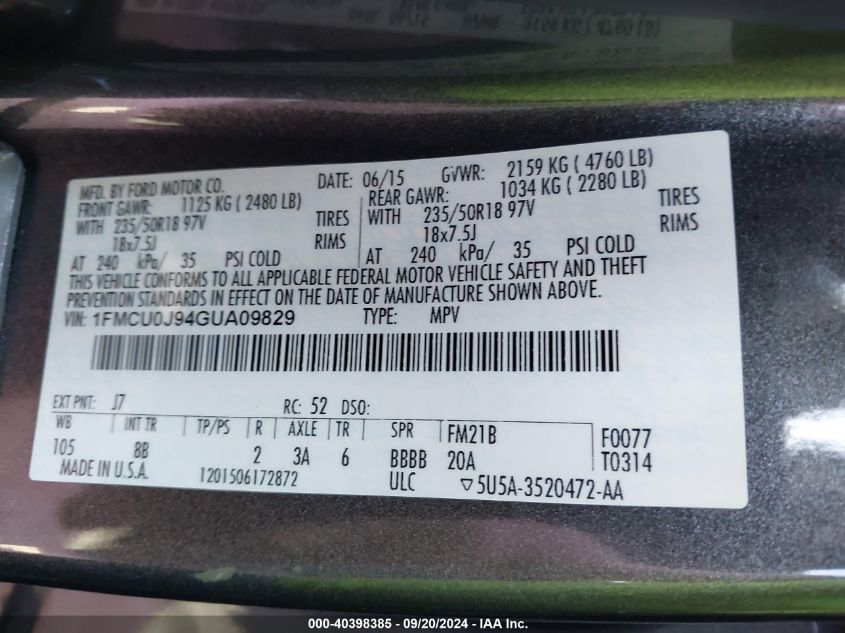 MFD. BY FORD MOTOR CO. DATE: 06/15 GVWR: 2159 KG ( 4760 LB)
FRONT GAWR: 1125 KG ( 2480 LB) REAR GAWR: 1034 KG ( 2280 LB)
WITH 235/50R18 97V TIRES WITH 235/50R18 97V TIRES
18x7.5J RIMS 18x7.5J RIMS
AT 240 kPa/ 35 PSI COLD AT 240 kPa/ 35 PSI COLD
THIS VEHICLE CONFORMS TO ALL APPLICABLE FEDERAL MOTOR VEHICLE SAFETY AND THEFT
PREVENTION STANDARDS IN EFFECT ON THE DATE OF MANUFACTURE SHOWN ABOVE.
VIN: 1FMCU0J94GUA09829 TYPE: MPV
EXT PNT: J7 RC: 52 DSO:
WB INT TR TP/PS R AXLE TR SPR FM21B F0077
105 8B 2 3A 6 BBBB 20A T0314
MADE IN U.S.A. 1201506172872 ULC ▽5U5A-3520472-AA
000-40398385 - 09/20/2024 - IAA Inc.